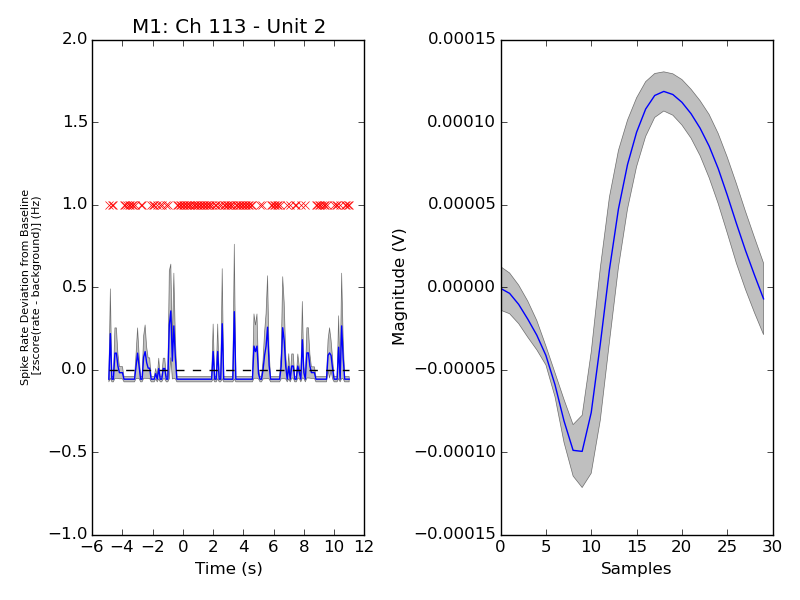 M1: Ch 113 - Unit 2
2.0
1.5
1.0
0.5
0.0
−0.5
−1.0
−6 −4 −2 0 2 4 6 8 10 12
Time (s)
Spike Rate Deviation from Baseline
[zscore(rate - background)] (Hz)
0.00015
0.00010
0.00005
0.00000
−0.00005
−0.00010
−0.00015
0 5 10 15 20 25 30
Samples
Magnitude (V)